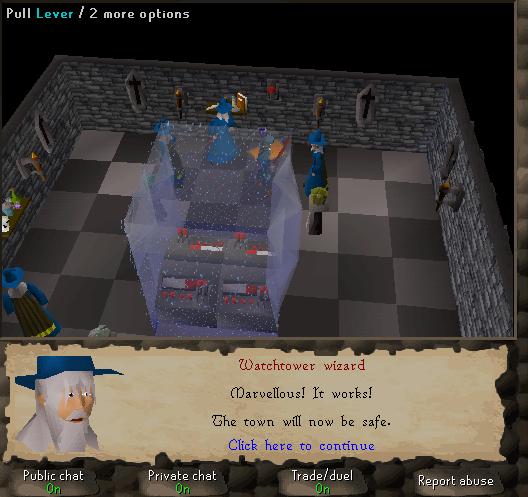 Pull Lever / 2 more options
Watchtower wizard
Marvellous! It works!
The town will now be safe.
Click here to continue
Public chat
On
Private chat
On
Trade/duel
On
Report abuse